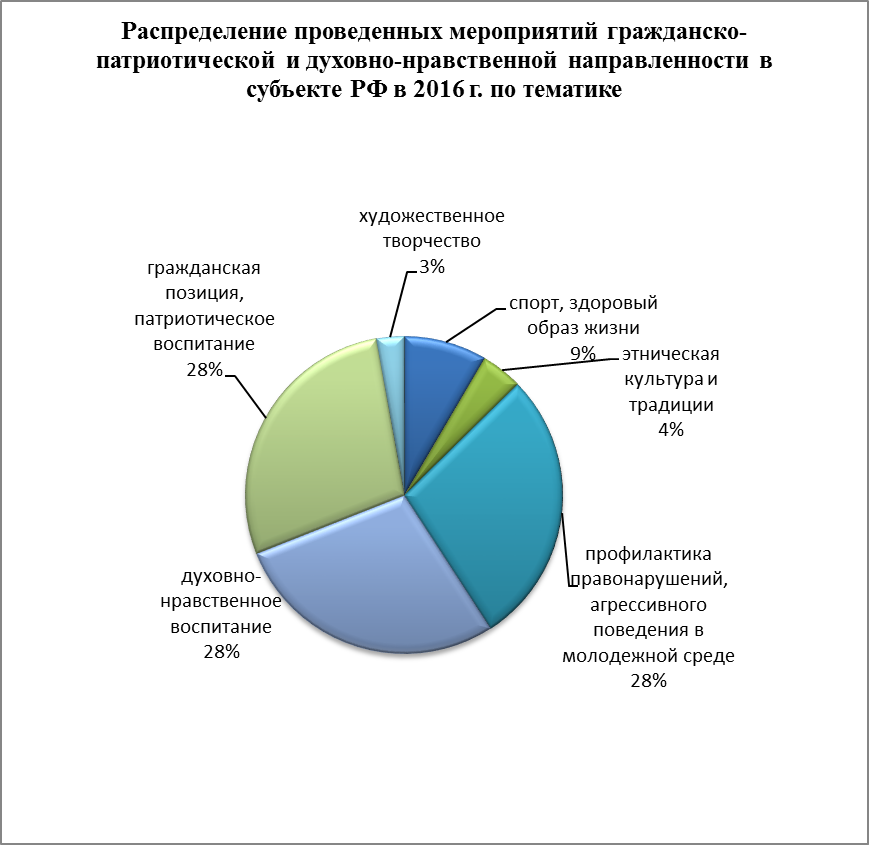 Распределение проведенных мероприятий гражданско-
патриотической и духовно-нравственной направленности в
субъекте РФ в 2016 г. по тематике
художественное
творчество
3%
спорт, здоровый
образ жизни
9%
этническая
культура и
традиции
4%
профилактика
правонарушений,
агрессивного
поведения в
молодежной среде
28%
духовно-
нравственное
воспитание
28%
гражданская
позиция,
патриотическое
воспитание
28%